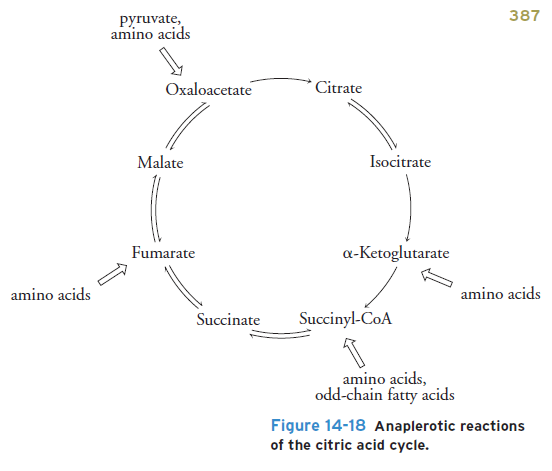 387
pyruvate,
amino acids
Oxaloacetate
Citrate
Malate
Isocitrate
Fumarate
α-Ketoglutarate
amino acids
amino acids
Succinate
Succinyl-CoA
amino acids,
odd-chain fatty acids
Figure 14-18 Anaplerotic reactions
of the citric acid cycle.